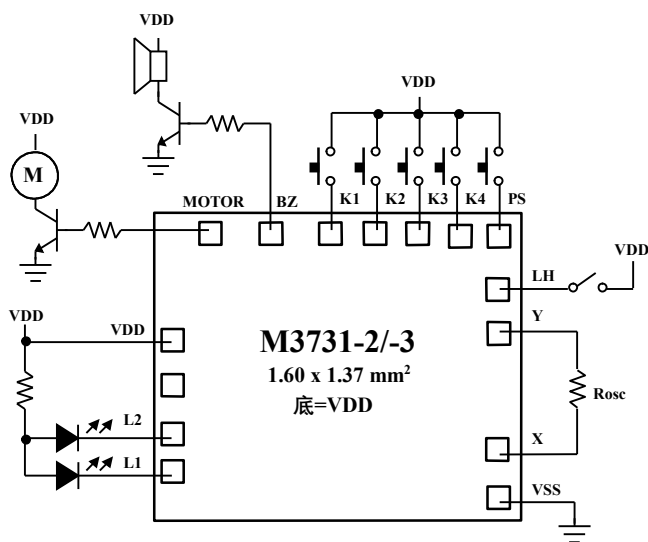 VDD
VDD
VDD
M
MOTOR
BZ
K1
K2
K3
K4
PS
LH
VDD
VDD
VDD
Y
M3731-2/-3
1.60 x 1.37 mm²
底=VDD
Rosc
L2
X
L1
VSS